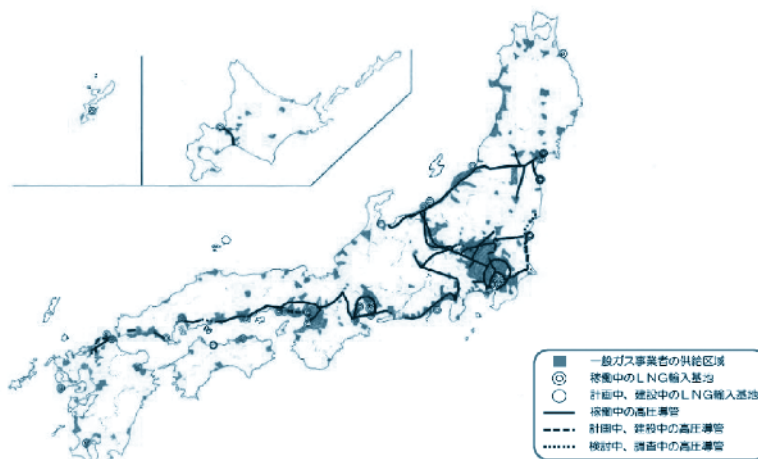 一般ガス事業者の供給区域
稼働中のLNG輸入基地
計画中、建設中のLNG輸入基地
稼働中の高圧導管
計画中、建設中の高圧導管
検討中、調査中の高圧導管